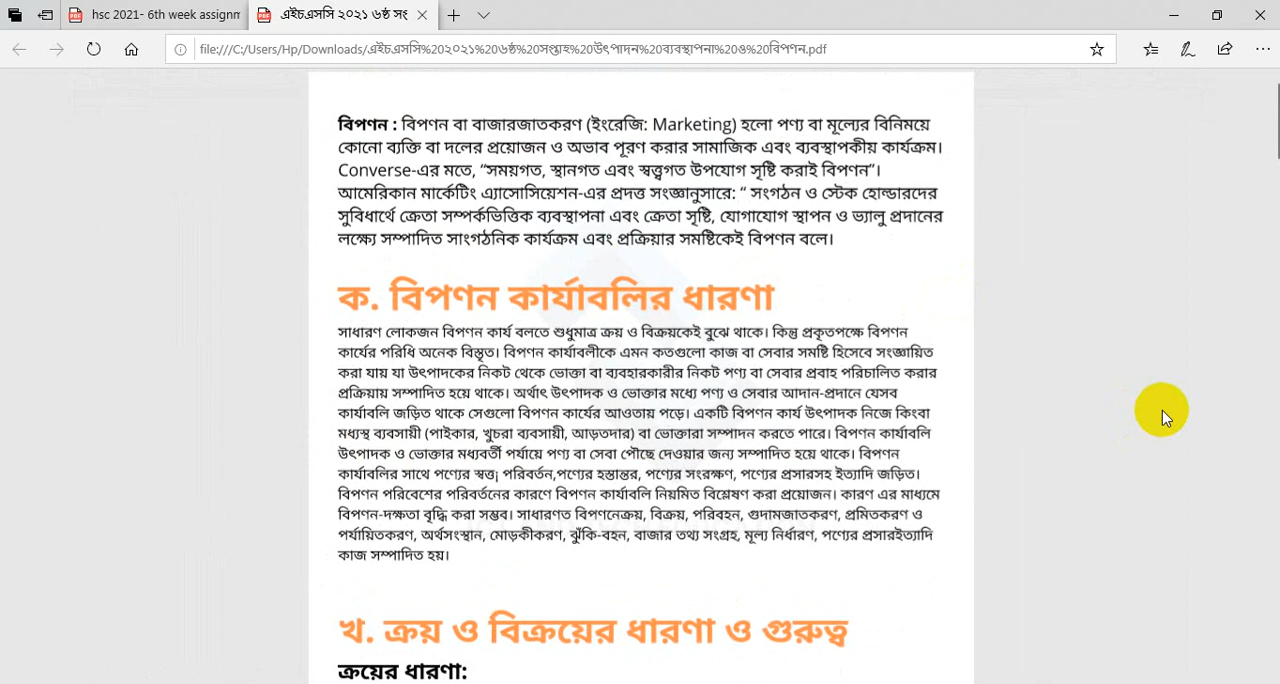 hsc 2021- 6th week assignm
এইচএসসি ২০২১ ৬ষ্ঠ সং
file:///C:/Users/Hp/Downloads/এইচএসসি%20২০২১%20৬ষ্ঠ%20সপ্তাহ%20উৎপাদন%20ব্যবস্থাপনা%20ও%20বিপণন.pdf
বিপণন : বিপণন বা বাজারজাতকরণ (ইংরেজি: Marketing) হলো পণ্য বা মূল্যের বিনিময়ে
কোনো ব্যক্তি বা দলের প্রয়োজন ও অভাব পূরণ করার সামাজিক এবং ব্যবস্থাপকীয় কার্যক্রম।
Converse-এর মতে, “সময়গত, স্থানগত এবং স্বত্ত্বগত উপযোগ সৃষ্টি করাই বিপণন”।
আমেরিকান মার্কেটিং এ্যাসোসিয়েশন-এর প্রদত্ত সংজ্ঞানুসারে: “ সংগঠন ও স্টেক হোল্ডারদের
সুবিধার্থে ক্রেতা সম্পর্কভিত্তিক ব্যবস্থাপনা এবং ক্রেতা সৃষ্টি, যোগাযোগ স্থাপন ও ভ্যালু প্রদানের
লক্ষ্যে সম্পাদিত সাংগঠনিক কার্যক্রম এবং প্রক্রিয়ার সমষ্টিকেই বিপণন বলে।
ক. বিপণন কার্যাবলির ধারণা
সাধারণ লোকজন বিপণন কার্য বলতে শুধুমাত্র ক্রয় ও বিক্রয়কেই বুঝে থাকে। কিন্তু প্রকৃতপক্ষে বিপণন
কার্যের পরিধি অনেক বিস্তৃত। বিপণন কার্যাবলীকে এমন কতগুলো কাজ বা সেবার সমষ্টি হিসেবে সংজ্ঞায়িত
করা যায় যা উৎপাদকের নিকট থেকে ভোক্তা বা ব্যবহারকারীর নিকট পণ্য বা সেবার প্রবাহ পরিচালিত করার
প্রক্রিয়ায় সম্পাদিত হয়ে থাকে। অর্থাৎ উৎপাদক ও ভোক্তার মধ্যে পণ্য ও সেবার আদান-প্রদানে যেসব
কার্যাবলি জড়িত থাকে সেগুলো বিপণন কার্যের আওতায় পড়ে। একটি বিপণন কার্য উৎপাদক নিজে কিংবা
মধ্যস্থ ব্যবসায়ী (পাইকার, খুচরা ব্যবসায়ী, আড়তদার) বা ভোক্তারা সম্পাদন করতে পারে। বিপণন কার্যাবলি
উৎপাদক ও ভোক্তার মধ্যবর্তী পর্যায়ে পণ্য বা সেবা পৌছে দেওয়ার জন্য সম্পাদিত হয়ে থাকে। বিপণন
কার্যাবলির সাথে পণ্যের স্বত্ত¡ পরিবর্তন,পণ্যের হস্তান্তর, পণ্যের সংরক্ষণ, পণ্যের প্রসারসহ ইত্যাদি জড়িত।
বিপণন পরিবেশের পরিবর্তনের কারণে বিপণন কার্যাবলি নিয়মিত বিশ্লেষণ করা প্রয়োজন। কারণ এর মাধ্যমে
বিপণন-দক্ষতা বৃদ্ধি করা সম্ভব। সাধারণত বিপণনেক্রয়, বিক্রয়, পরিবহন, গুদামজাতকরণ, প্রমিতকরণ ও
পর্যায়িতকরণ, অর্থসংস্থান, মোড়কীকরণ, ঝুঁকি-বহন, বাজার তথ্য সংগ্রহ, মূল্য নির্ধারণ, পণ্যের প্রসারইত্যাদি
কাজ সম্পাদিত হয়।
খ. ক্রয় ও বিক্রয়ের ধারণা ও গুরুত্ব
ক্রয়ের ধারণা: